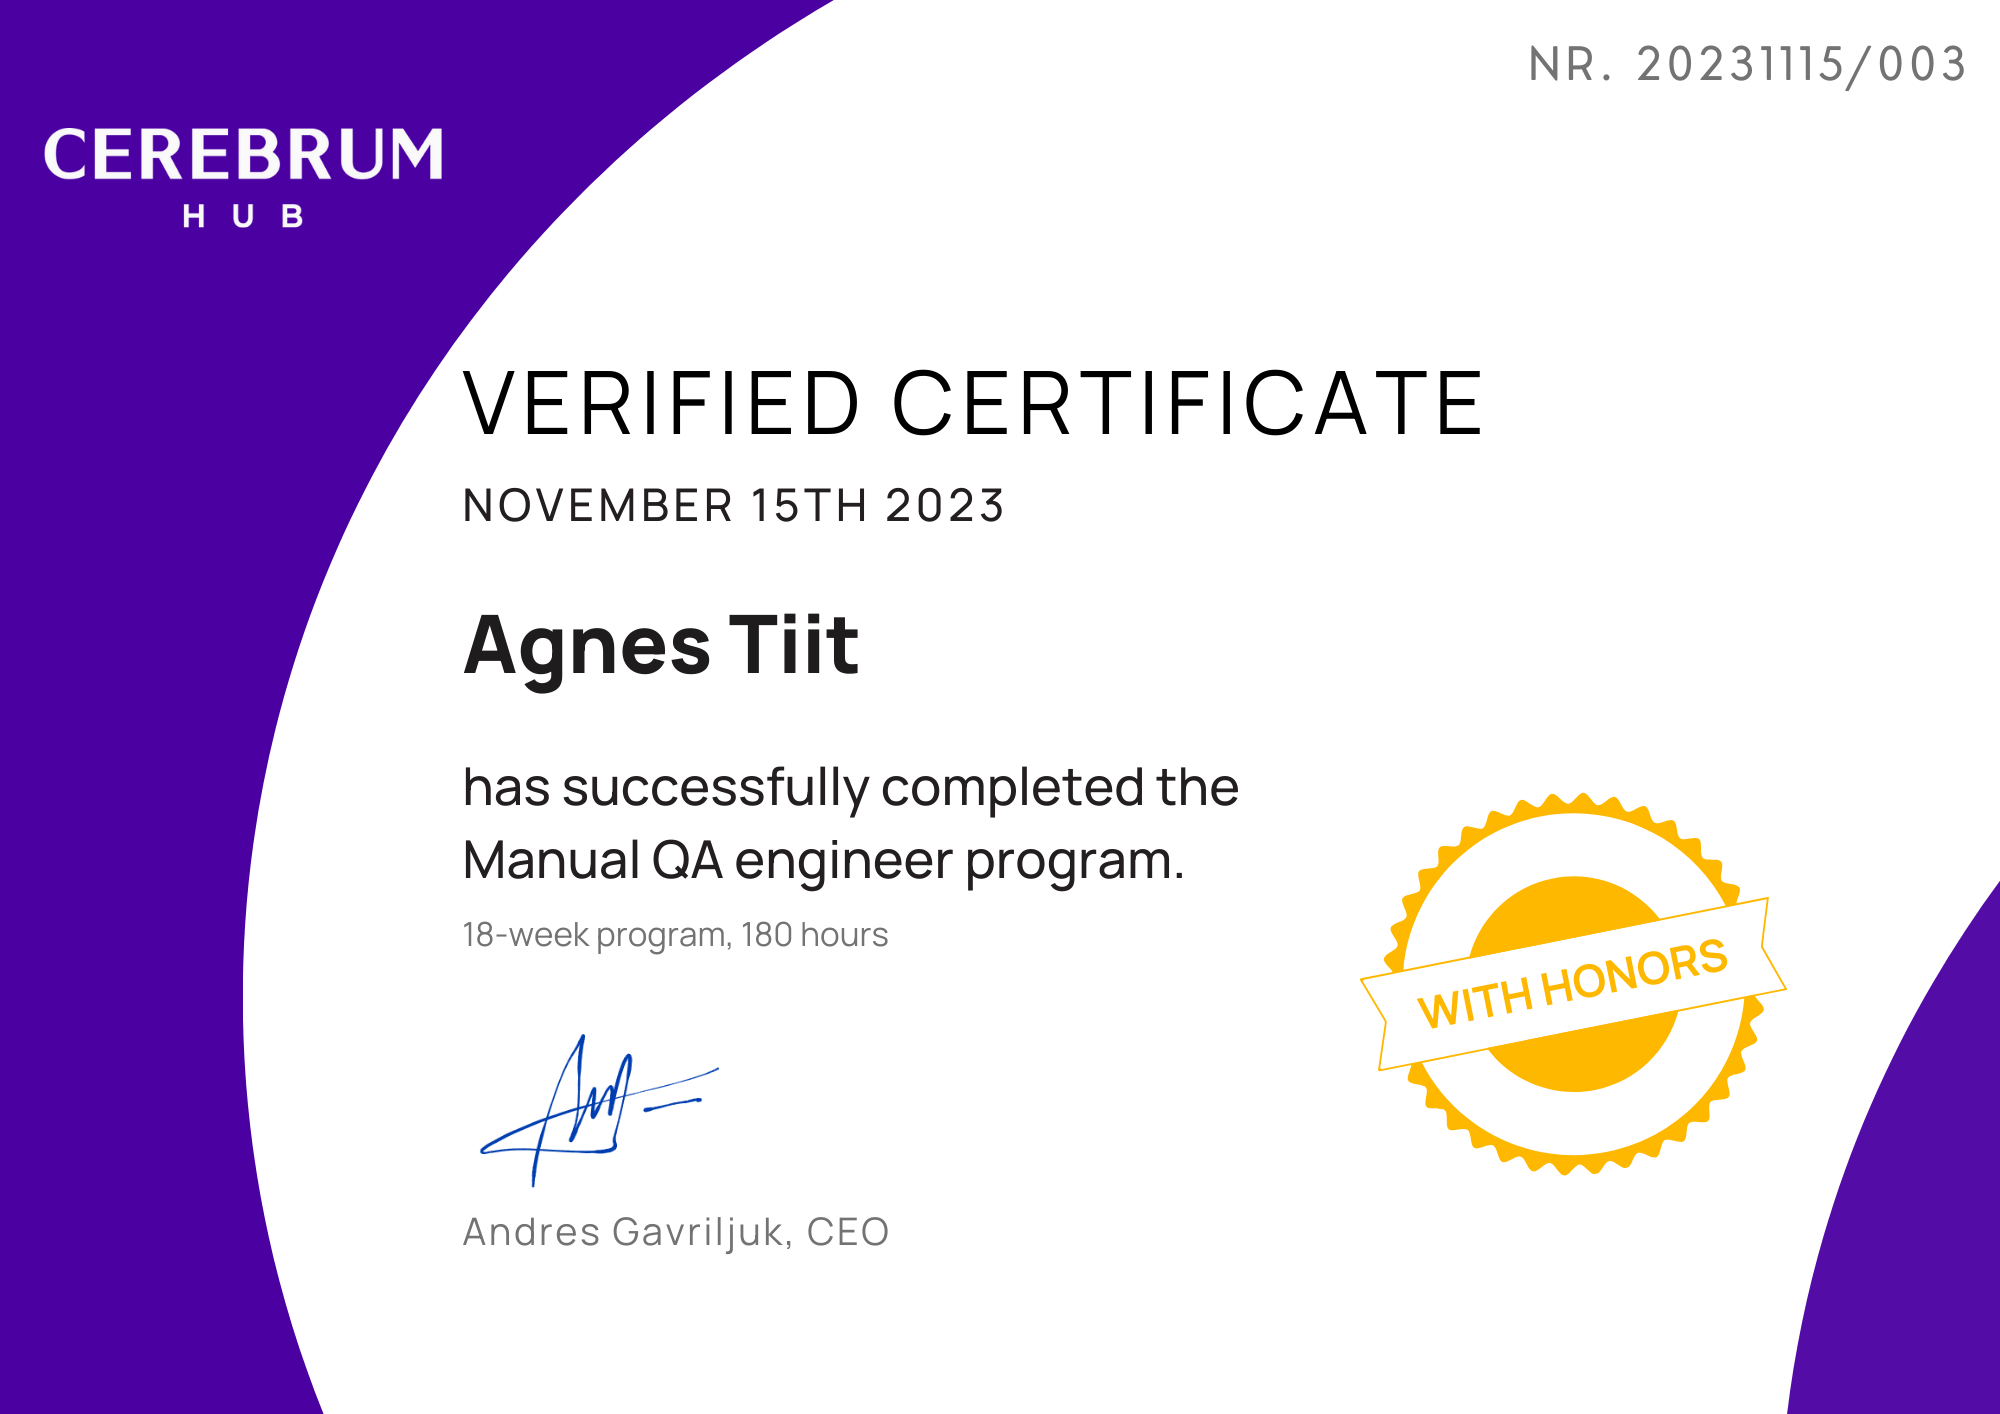 NR. 20231115/003
CEREBRUM
HUB
VERIFIED CERTIFICATE
NOVEMBER 15TH 2023
Agnes Tiit
has successfully completed the
Manual QA engineer program.
18-week program, 180 hours
WITH HONORS
Andres Gavriljuk, CEO